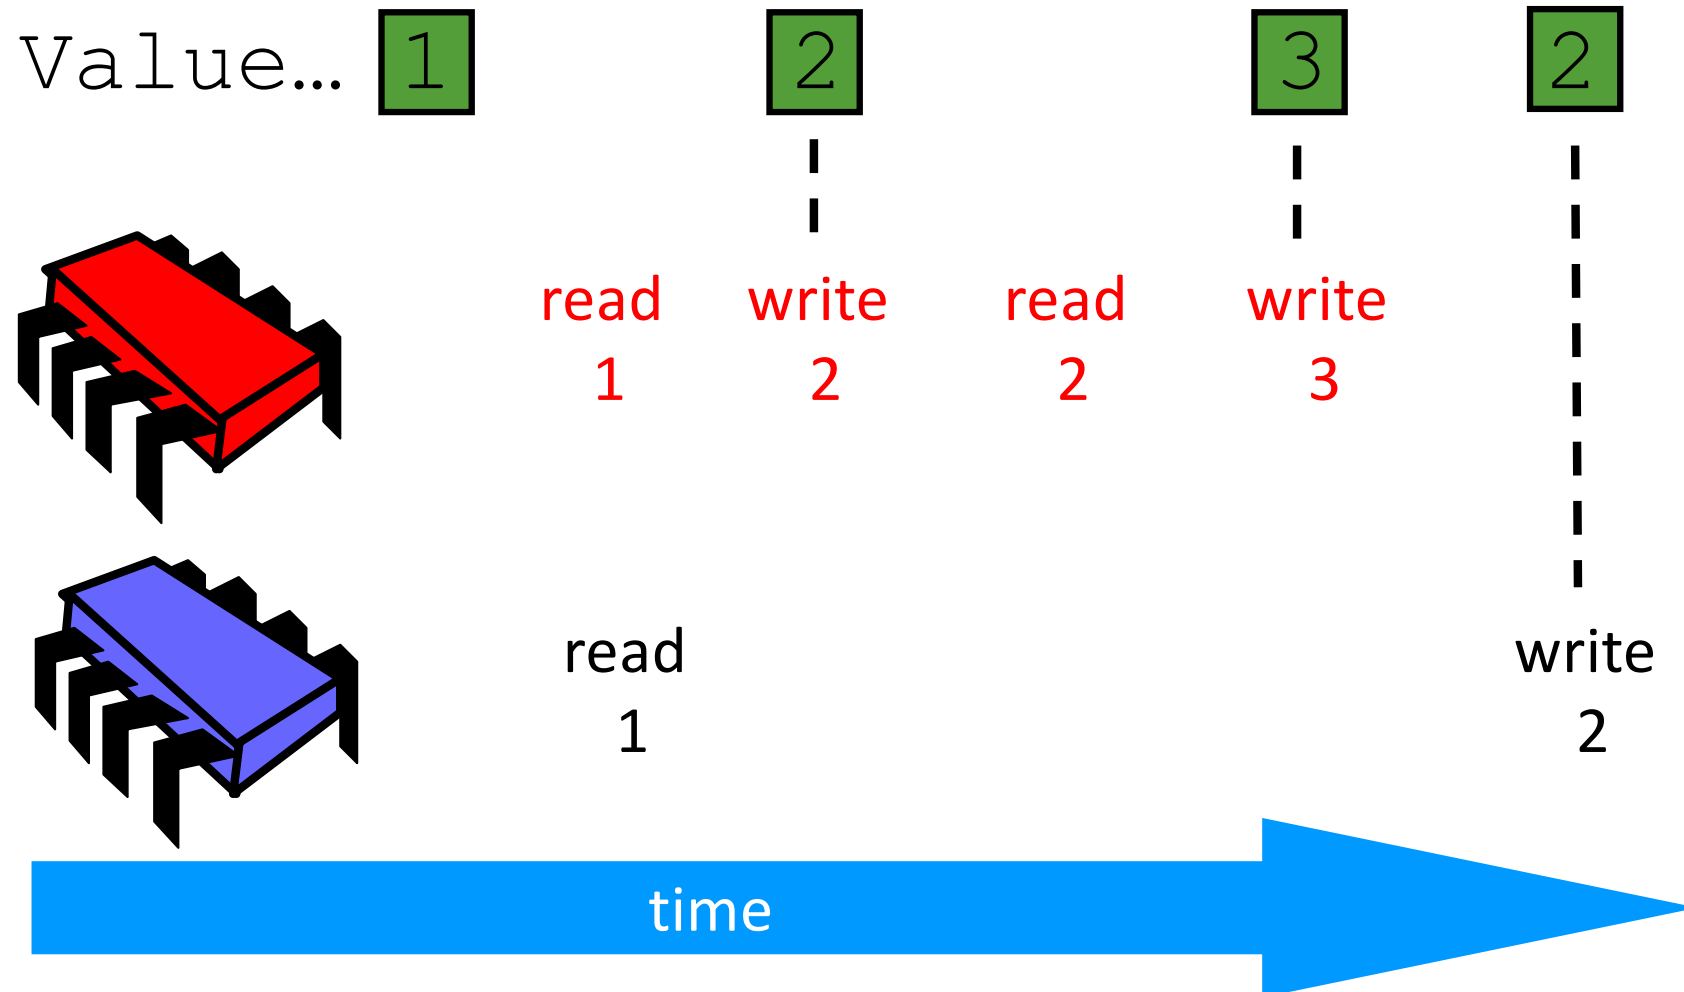 Value… 1 2 3 2
read write read write
1 2 2 3
read write
1 2
time